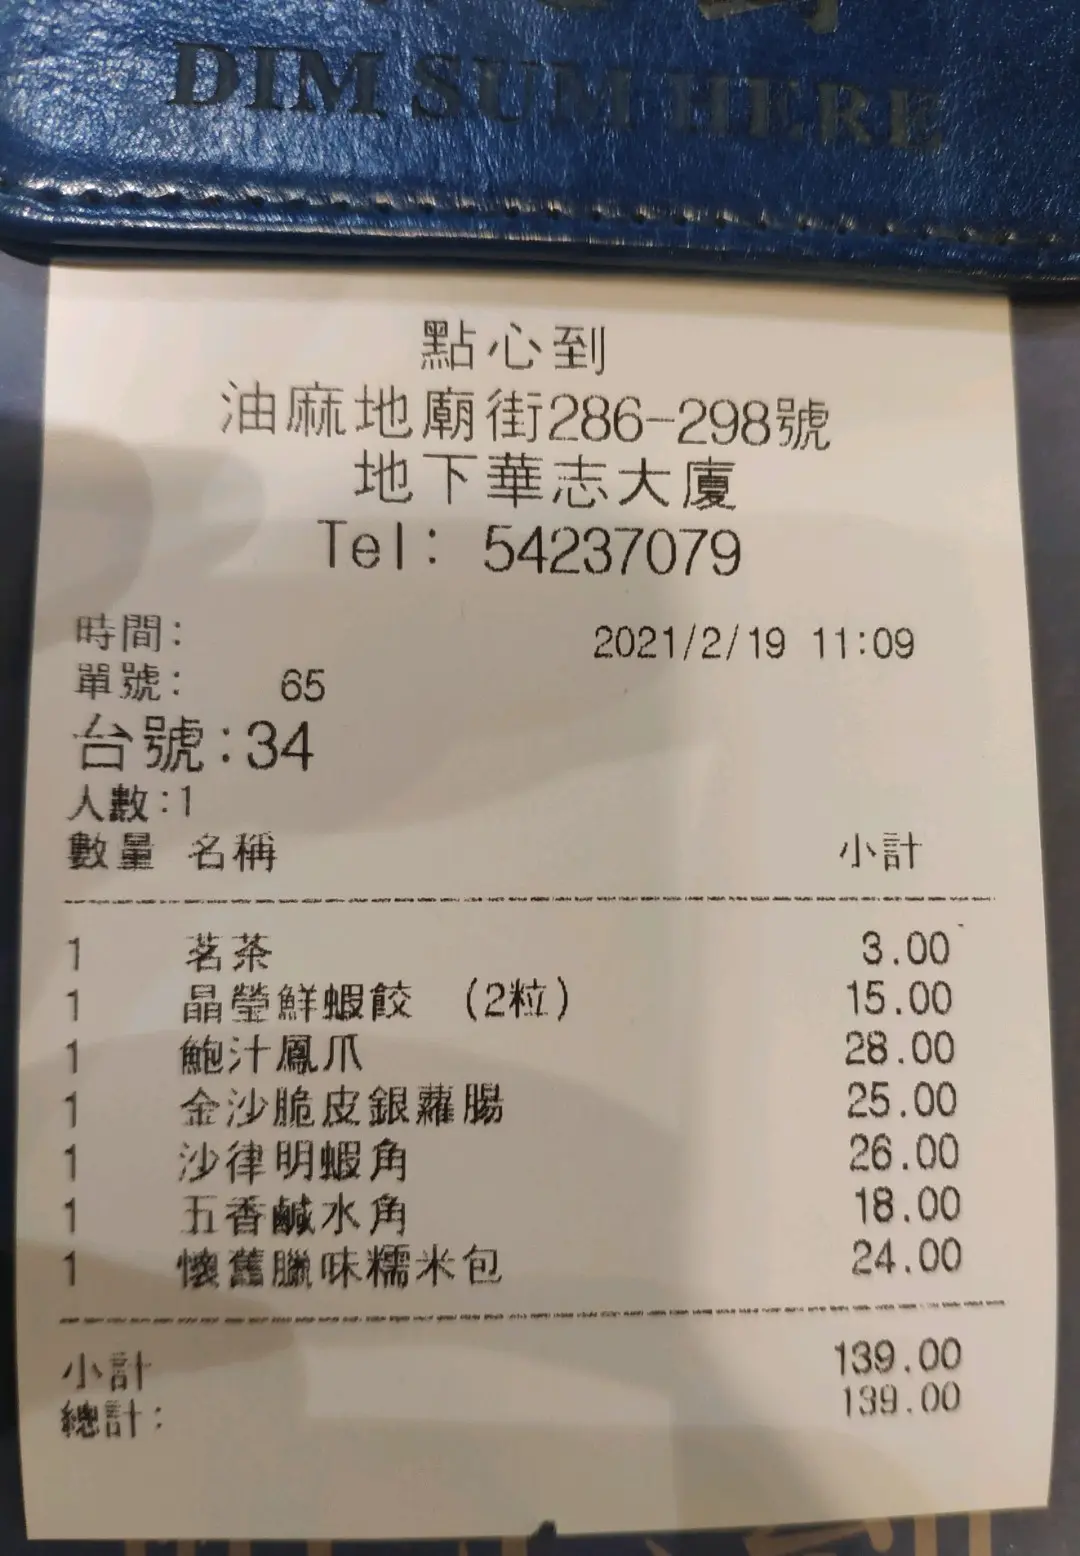 DIM SUM HERE
點心到
油麻地廟街286-298號
地下華志大廈
Tel: 54237079
時間: 2021/2/19 11:09
單號: 65
台號:34
人數:1
數量 名稱 小計
1 茗茶 3.00
1 晶瑩鮮蝦餃 (2粒) 15.00
1 鮑汁鳳爪 28.00
1 金沙脆皮銀蘿腸 25.00
1 沙律明蝦角 26.00
1 五香鹹水角 18.00
1 懷舊臘味糯米包 24.00
小計 139.00
總計: 139.00